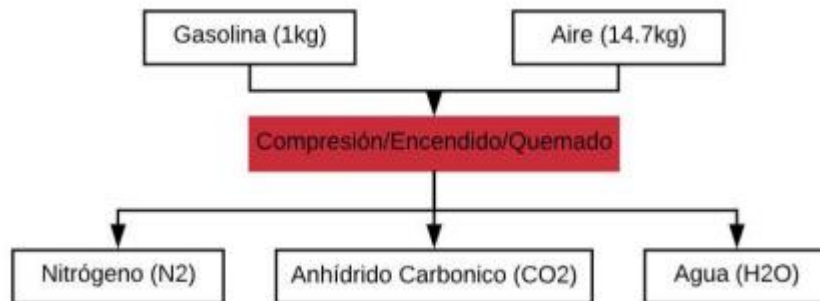 Gasolina (1kg)
Aire (14.7kg)
Compresión/Encendido/Quemado
Nitrógeno (N2)
Anhídrido Carbonico (CO2)
Agua (H2O)